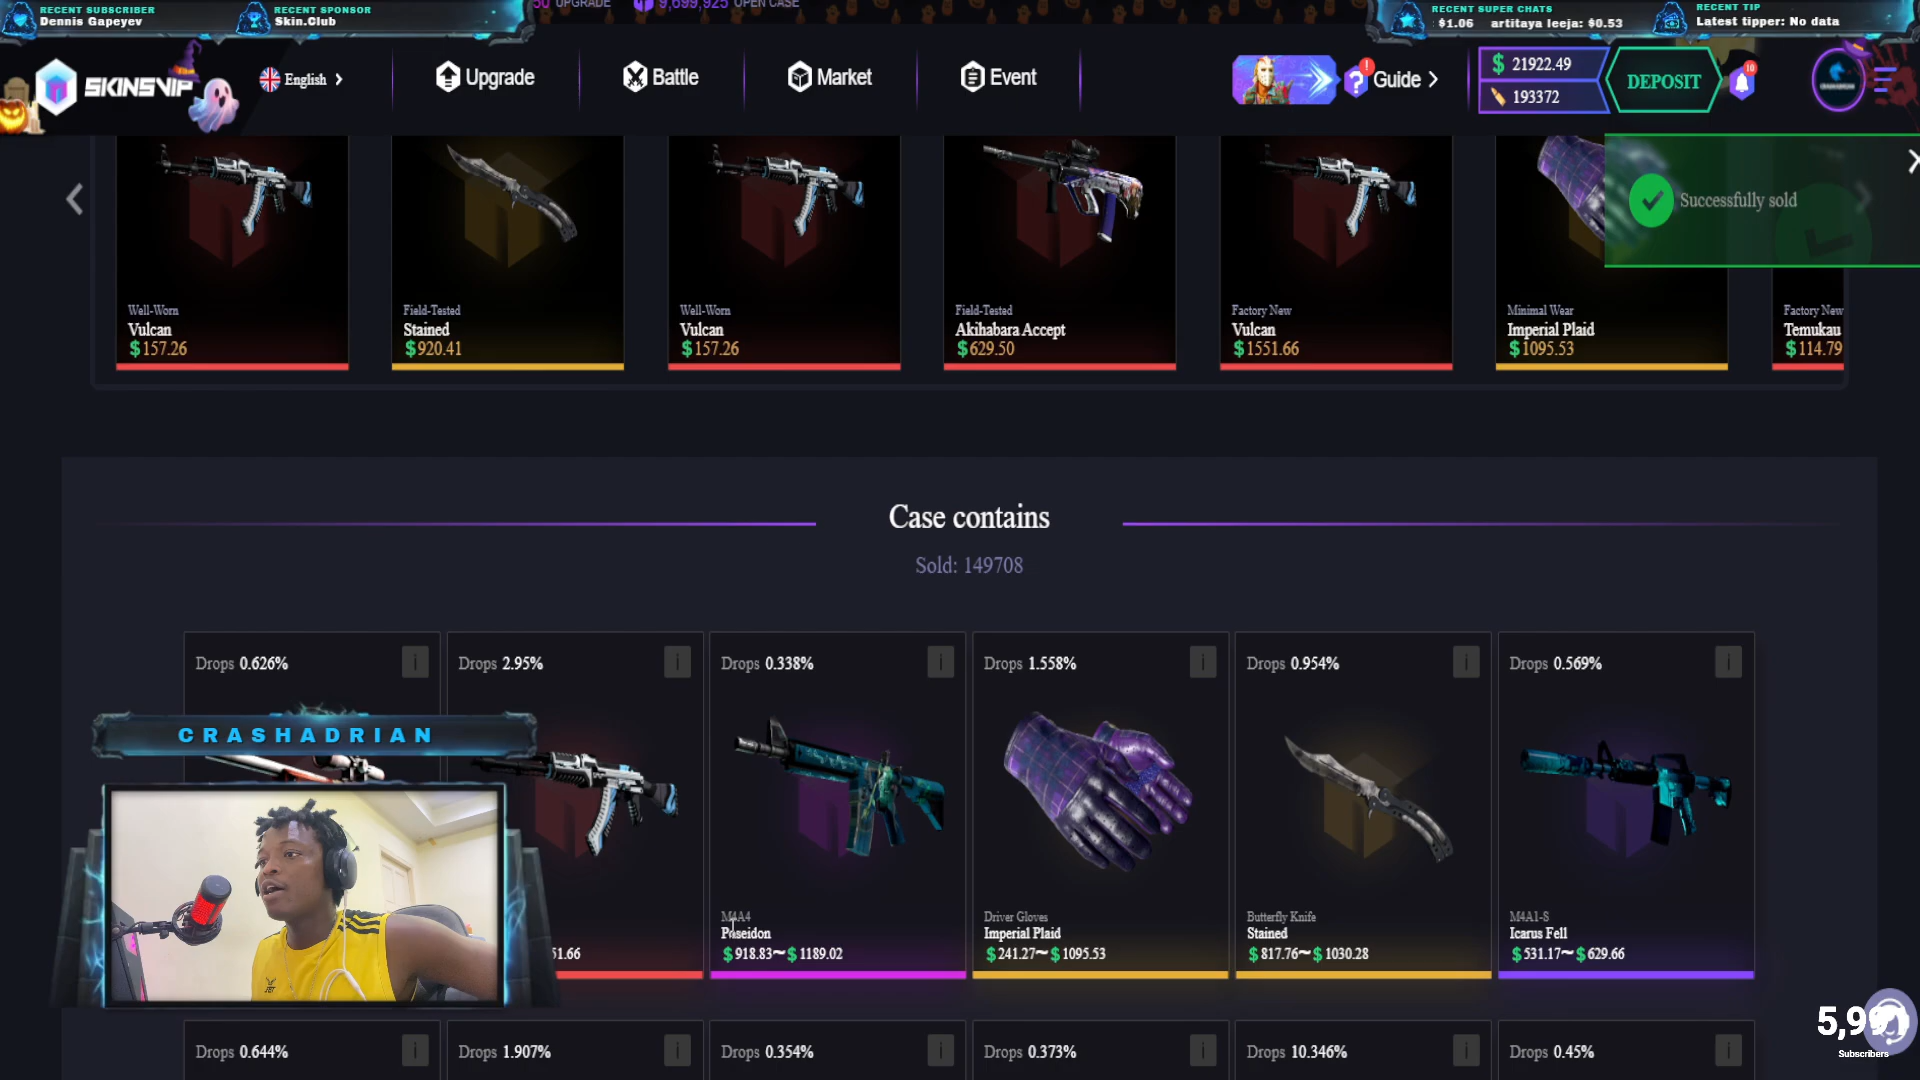 RECENT SUBSCRIBER
Dennis Gapeyev
RECENT SPONSOR
Skin.Club
50 UPGRADE
9,699,925 OPEN CASE
RECENT SUPER CHATS
: $1.06 artitaya leeja: $0.53
RECENT TIP
Latest tipper: No data
SKINSVIP
English
Upgrade
Battle
Market
Event
Guide
$ 21922.49
193372
DEPOSIT
10
Successfully sold
Well-Worn
Vulcan
$157.26
Field-Tested
Stained
$920.41
Well-Worn
Vulcan
$157.26
Field-Tested
Akihabara Accept
$629.50
Factory New
Vulcan
$1551.66
Minimal Wear
Imperial Plaid
$1095.53
Factory New
Temukau
$114.79
Case contains
Sold: 149708
Drops 0.626%
Drops 2.95%
Drops 0.338%
Drops 1.558%
Drops 0.954%
Drops 0.569%
CRASHADRIAN
51.66
M4A4
Poseidon
$918.83~$1189.02
Driver Gloves
Imperial Plaid
$241.27~$1095.53
Butterfly Knife
Stained
$817.76~$1030.28
M4A1-S
Icarus Fell
$531.17~$629.66
Drops 0.644%
Drops 1.907%
Drops 0.354%
Drops 0.373%
Drops 10.346%
Drops 0.45%
Subscribers